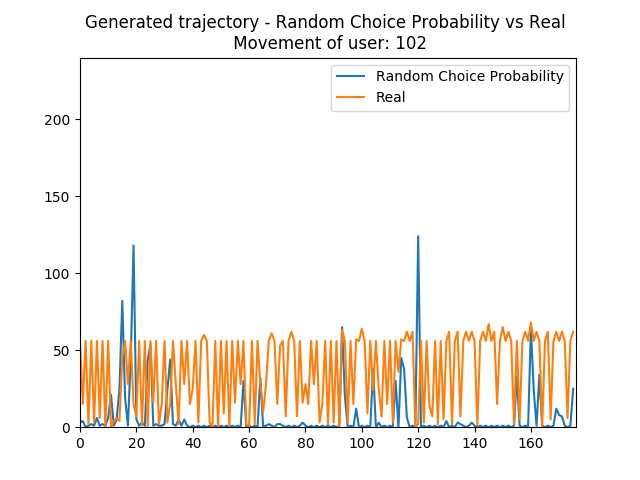 Generated trajectory - Random Choice Probability vs Real
Movement of user: 102
Random Choice Probability
Real
200
150
100
50
0
0 20 40 60 80 100 120 140 160